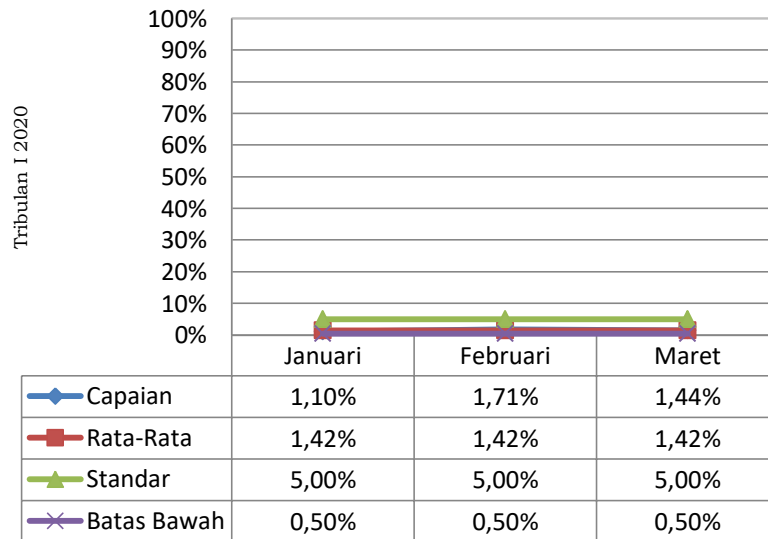 100%
90%
80%
70%
60%
50%
40%
30%
20%
10%
0%
Tribulan I 2020
Januari Februari Maret
Capaian 1,10% 1,71% 1,44%
Rata-Rata 1,42% 1,42% 1,42%
Standar 5,00% 5,00% 5,00%
Batas Bawah 0,50% 0,50% 0,50%